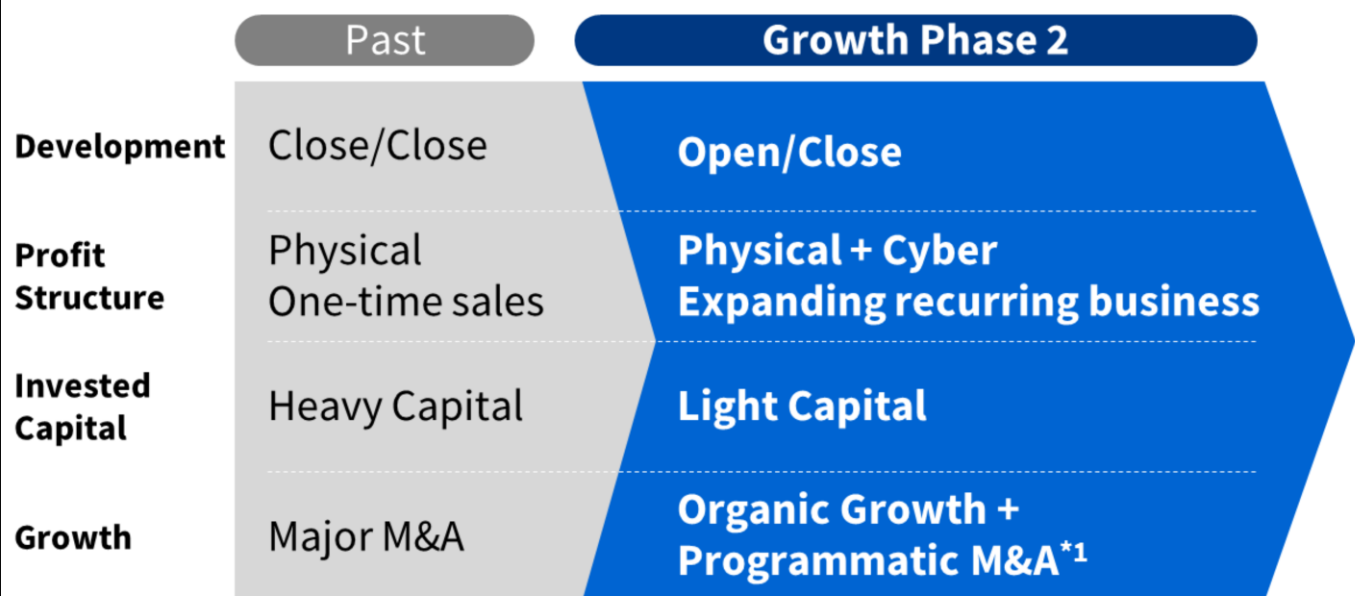 Past
Growth Phase 2
Development
Close/Close
Open/Close
Profit
Structure
Physical
One-time sales
Physical + Cyber
Expanding recurring business
Invested
Capital
Heavy Capital
Light Capital
Growth
Major M&A
Organic Growth +
Programmatic M&A*1